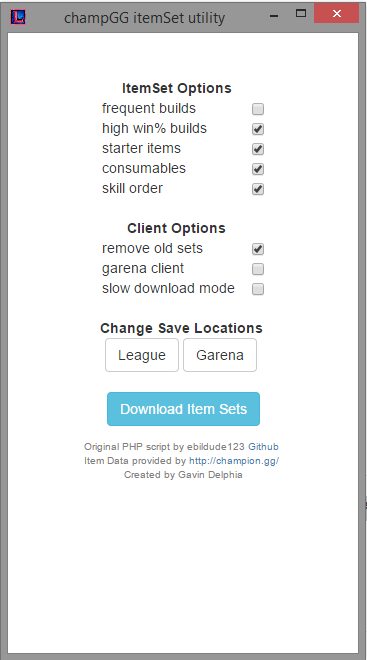 champGG itemSet utility
ItemSet Options
frequent builds
high win% builds
starter items
consumables
skill order
Client Options
remove old sets
garena client
slow download mode
Change Save Locations
League Garena
Download Item Sets
Original PHP script by ebildude123 Github
Item Data provided by http://champion.gg/
Created by Gavin Delphia